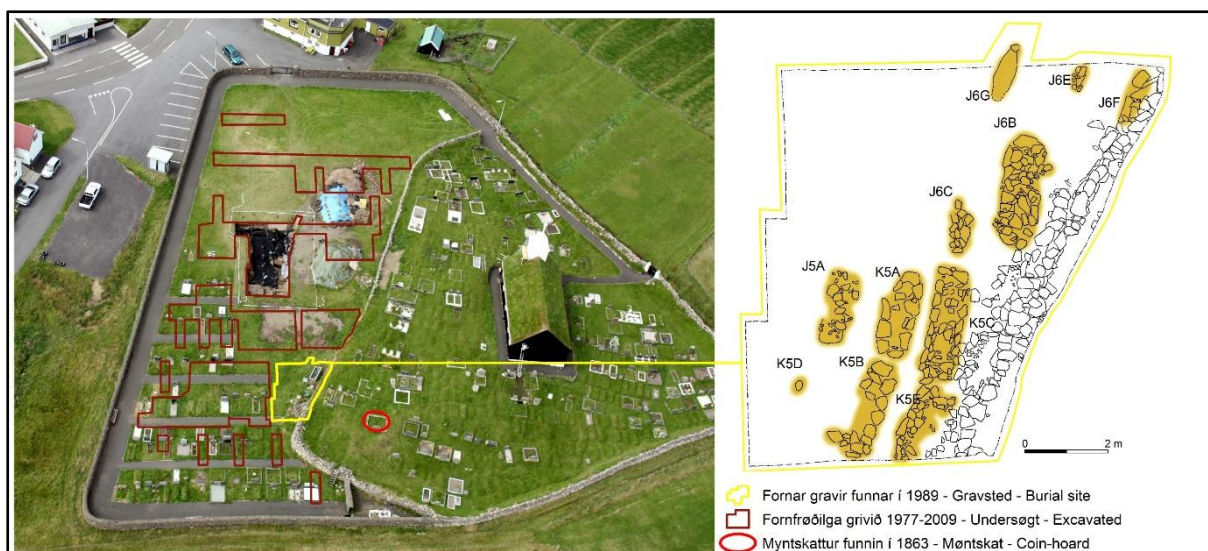 J6G
J6E
J6F
J6B
J6C
J5A
K5A
K5C
K5D
K5B
K5E
0 2 m
Fornar gravir funnar í 1989 - Gravsted - Burial site
Fornfrøðilga grivið 1977-2009 - Undersøgt - Excavated
Myntskattur funnin í 1863 - Møntskat - Coin-hoard